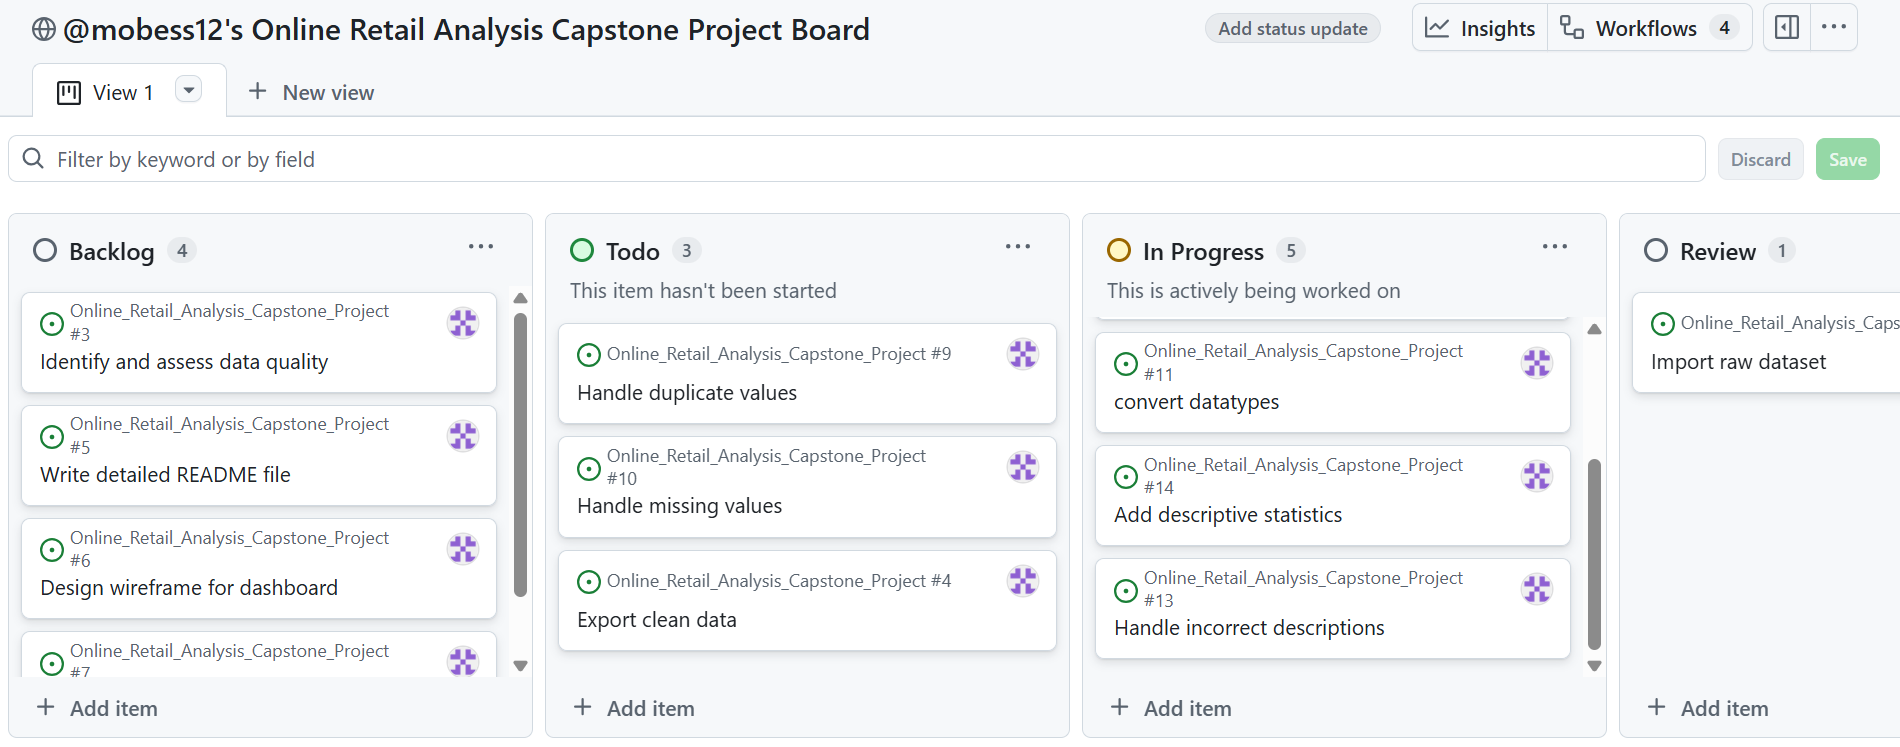 @mobess12's Online Retail Analysis Capstone Project Board
Add status update
Insights
Workflows 4
View 1
New view
Filter by keyword or by field
Discard
Save
Backlog 4
Online_Retail_Analysis_Capstone_Project
#3
Identify and assess data quality
Online_Retail_Analysis_Capstone_Project
#5
Write detailed README file
Online_Retail_Analysis_Capstone_Project
#6
Design wireframe for dashboard
Online_Retail_Analysis_Capstone_Project
#7
Add item
Todo 3
This item hasn't been started
Online_Retail_Analysis_Capstone_Project #9
Handle duplicate values
Online_Retail_Analysis_Capstone_Project
#10
Handle missing values
Online_Retail_Analysis_Capstone_Project #4
Export clean data
Add item
In Progress 5
This is actively being worked on
Online_Retail_Analysis_Capstone_Project
#11
convert datatypes
Online_Retail_Analysis_Capstone_Project
#14
Add descriptive statistics
Online_Retail_Analysis_Capstone_Project
#13
Handle incorrect descriptions
Add item
Review 1
Online_Retail_Analysis_Caps
Import raw dataset
Add item